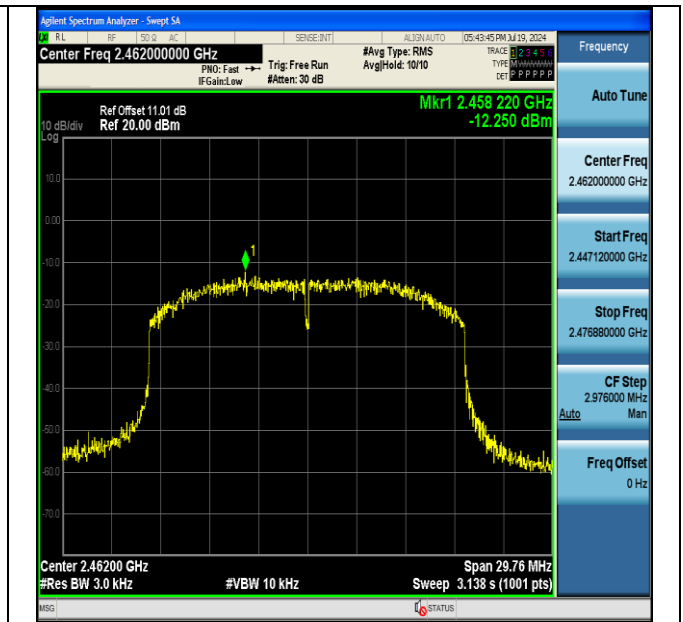 Agilent Spectrum Analyzer - Swept SA
RL RF 50 Ω AC SENSE:INT ALIGN AUTO 05:43:45 PM Jul 19, 2024
Center Freq 2.462000000 GHz #Avg Type: RMS TRACE 1 2 3 4 5 6
PNO: Fast Trig: Free Run Avg|Hold: 10/10 TYPE M
IFGain:Low #Atten: 30 dB DET P P P P P P
Frequency
Auto Tune
Center Freq
2.462000000 GHz
Start Freq
2.447120000 GHz
Stop Freq
2.476880000 GHz
CF Step
2.976000 MHz
Auto Man
Freq Offset
0 Hz
Mkr1 2.458 220 GHz
-12.250 dBm
Ref Offset 11.01 dB
10 dB/div Ref 20.00 dBm
Log
10.0
0.00
-10.0
-20.0
-30.0
-40.0
-50.0
-60.0
-70.0
1
Center 2.46200 GHz Span 29.76 MHz
#Res BW 3.0 kHz #VBW 10 kHz Sweep 3.138 s (1001 pts)
MSG STATUS